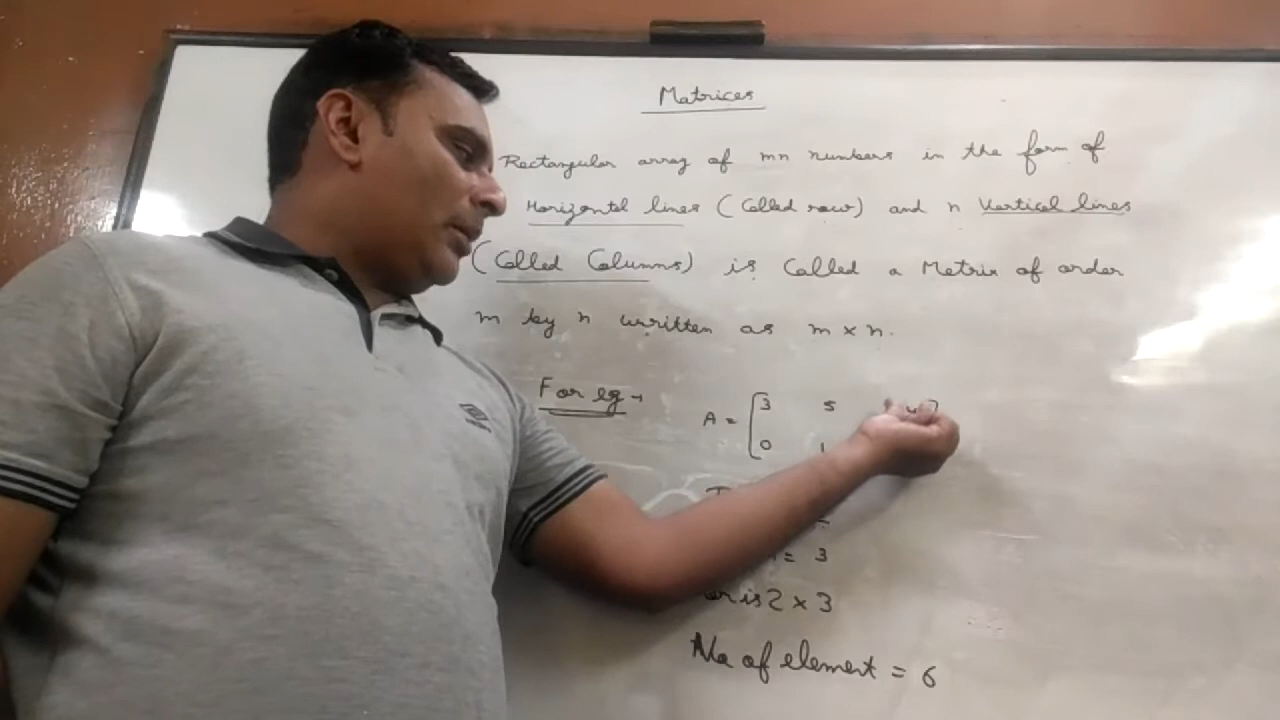 Matrices
Rectangular array of mn numbers in the form of
Horizontal lines (Called row) and n Vertical lines
(Called Columns) is Called a Matrix of order
m by n written as m × n.
For eg →
A = [3 5 4]
[0 1
= 3
is 2 × 3
No of element = 6